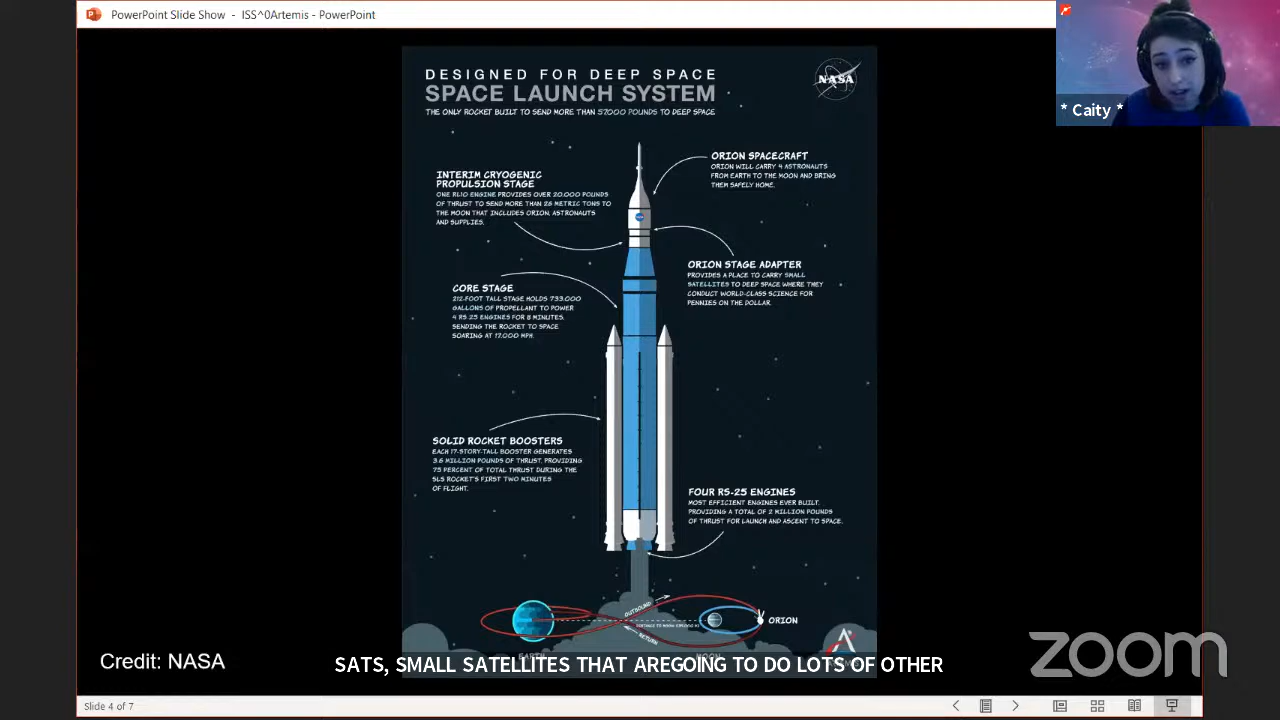 PowerPoint Slide Show - ISS^0Artemis - PowerPoint
* Caity *
DESIGNED FOR DEEP SPACE
SPACE LAUNCH SYSTEM
THE ONLY ROCKET BUILT TO SEND MORE THAN 57,000 POUNDS TO DEEP SPACE
NASA
INTERIM CRYOGENIC
PROPULSION STAGE
ONE RL10 ENGINE PROVIDES OVER 20,000 POUNDS
OF THRUST TO SEND MORE THAN 26 METRIC TONS TO
THE MOON THAT INCLUDES ORION, ASTRONAUTS
AND SUPPLIES.
ORION SPACECRAFT
ORION WILL CARRY 4 ASTRONAUTS
FROM EARTH TO THE MOON AND BRING
THEM SAFELY HOME.
ORION STAGE ADAPTER
PROVIDES A PLACE TO CARRY SMALL
SATELLITES TO DEEP SPACE WHERE THEY
CONDUCT WORLD-CLASS SCIENCE FOR
PENNIES ON THE DOLLAR.
CORE STAGE
212-FOOT TALL STAGE HOLDS 733,000
GALLONS OF PROPELLANT TO POWER
4 RS-25 ENGINES FOR 8 MINUTES,
SENDING THE ROCKET TO SPACE
SOARING AT 17,000 MPH.
SOLID ROCKET BOOSTERS
EACH 17-STORY-TALL BOOSTER GENERATES
3.6 MILLION POUNDS OF THRUST, PROVIDING
75 PERCENT OF TOTAL THRUST DURING THE
SLS ROCKET'S FIRST TWO MINUTES
OF FLIGHT.
FOUR RS-25 ENGINES
MOST EFFICIENT ENGINES EVER BUILT,
PROVIDING A TOTAL OF 2 MILLION POUNDS
OF THRUST FOR LAUNCH AND ASCENT TO SPACE.
OUTBOUND
DISTANCE TO MOON
RETURN
ORION
EARTH
MOON
Credit: NASA
SATS, SMALL SATELLITES THAT AREGOING TO DO LOTS OF OTHER
zoom
Slide 4 of 7